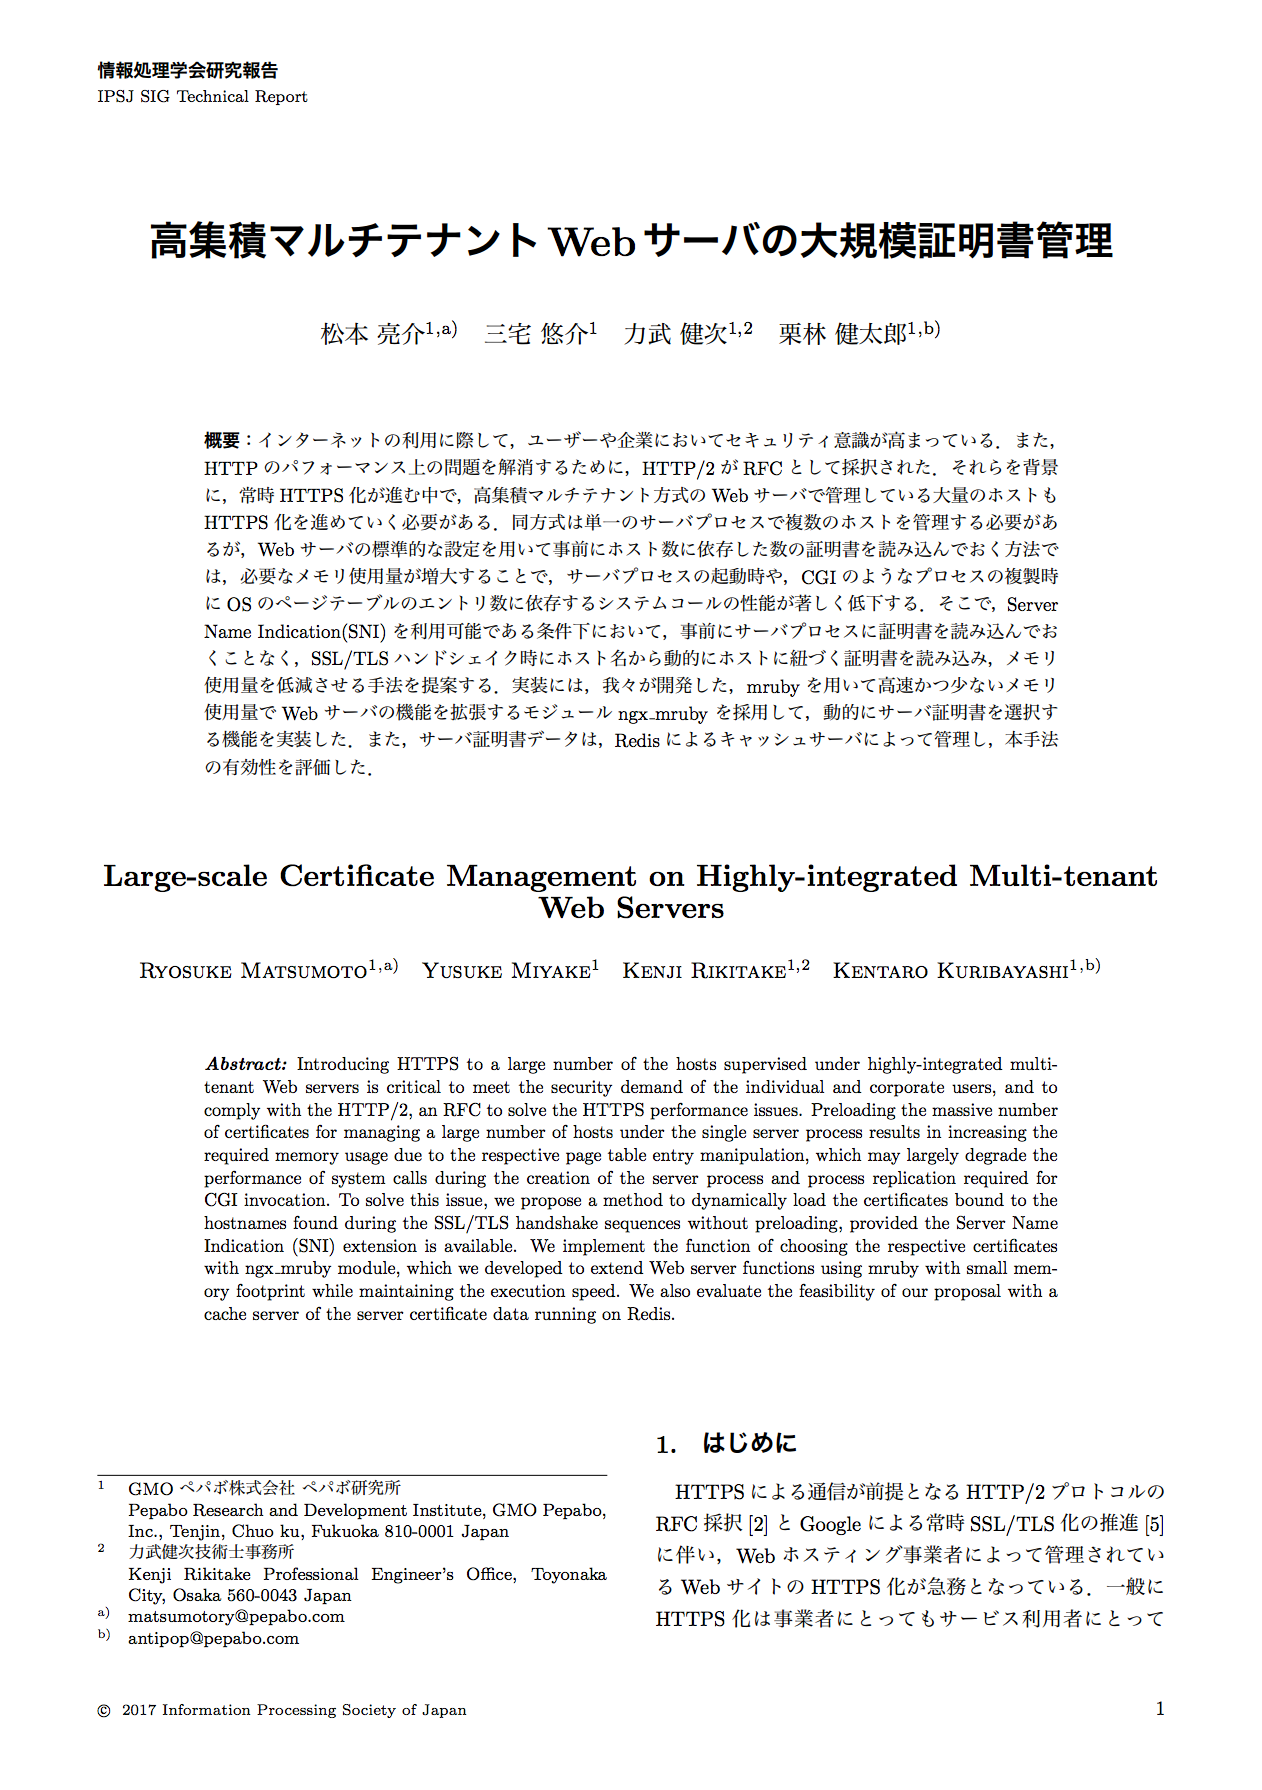 情報処理学会研究報告
IPSJ SIG Technical Report
高集積マルチテナント Web サーバの大規模証明書管理
松本 亮介1,a) 三宅 悠介1 力武 健次1,2 栗林 健太郎1,b)
概要：インターネットの利用に際して，ユーザーや企業においてセキュリティ意識が高まっている．また，
HTTP のパフォーマンス上の問題を解消するために，HTTP/2 が RFC として採択された．それらを背景
に，常時 HTTPS 化が進む中で，高集積マルチテナント方式の Web サーバで管理している大量のホストも
HTTPS 化を進めていく必要がある．同方式は単一のサーバプロセスで複数のホストを管理する必要があ
るが，Web サーバの標準的な設定を用いて事前にホスト数に依存した数の証明書を読み込んでおく方法で
は，必要なメモリ使用量が増大することで，サーバプロセスの起動時や，CGI のようなプロセスの複製時
に OS のページテーブルのエントリ数に依存するシステムコールの性能が著しく低下する．そこで，Server
Name Indication(SNI) を利用可能である条件下において，事前にサーバプロセスに証明書を読み込んでお
くことなく，SSL/TLS ハンドシェイク時にホスト名から動的にホストに紐づく証明書を読み込み，メモリ
使用量を低減させる手法を提案する．実装には，我々が開発した，mruby を用いて高速かつ少ないメモリ
使用量で Web サーバの機能を拡張するモジュール ngx_mruby を採用して，動的にサーバ証明書を選択す
る機能を実装した．また，サーバ証明書データは，Redis によるキャッシュサーバによって管理し，本手法
の有効性を評価した．
Large-scale Certificate Management on Highly-integrated Multi-tenant
Web Servers
Ryosuke Matsumoto1,a) Yusuke Miyake1 Kenji Rikitake1,2 Kentaro Kuribayashi1,b)
Abstract: Introducing HTTPS to a large number of the hosts supervised under highly-integrated multi-
tenant Web servers is critical to meet the security demand of the individual and corporate users, and to
comply with the HTTP/2, an RFC to solve the HTTPS performance issues. Preloading the massive number
of certificates for managing a large number of hosts under the single server process results in increasing the
required memory usage due to the respective page table entry manipulation, which may largely degrade the
performance of system calls during the creation of the server process and process replication required for
CGI invocation. To solve this issue, we propose a method to dynamically load the certificates bound to the
hostnames found during the SSL/TLS handshake sequences without preloading, provided the Server Name
Indication (SNI) extension is available. We implement the function of choosing the respective certificates
with ngx_mruby module, which we developed to extend Web server functions using mruby with small mem-
ory footprint while maintaining the execution speed. We also evaluate the feasibility of our proposal with a
cache server of the server certificate data running on Redis.
1 GMO ペパボ株式会社 ペパボ研究所
Pepabo Research and Development Institute, GMO Pepabo,
Inc., Tenjin, Chuo ku, Fukuoka 810-0001 Japan
2 力武健次技術士事務所
Kenji Rikitake Professional Engineer's Office, Toyonaka
City, Osaka 560-0043 Japan
a) matsumotory@pepabo.com
b) antipop@pepabo.com
1. はじめに
HTTPS による通信が前提となる HTTP/2 プロトコルの
RFC 採択 [2] と Google による常時 SSL/TLS 化の推進 [5]
に伴い，Web ホスティング事業者によって管理されてい
る Web サイトの HTTPS 化が急務となっている．一般に
HTTPS 化は事業者にとってもサービス利用者にとって
© 2017 Information Processing Society of Japan
1